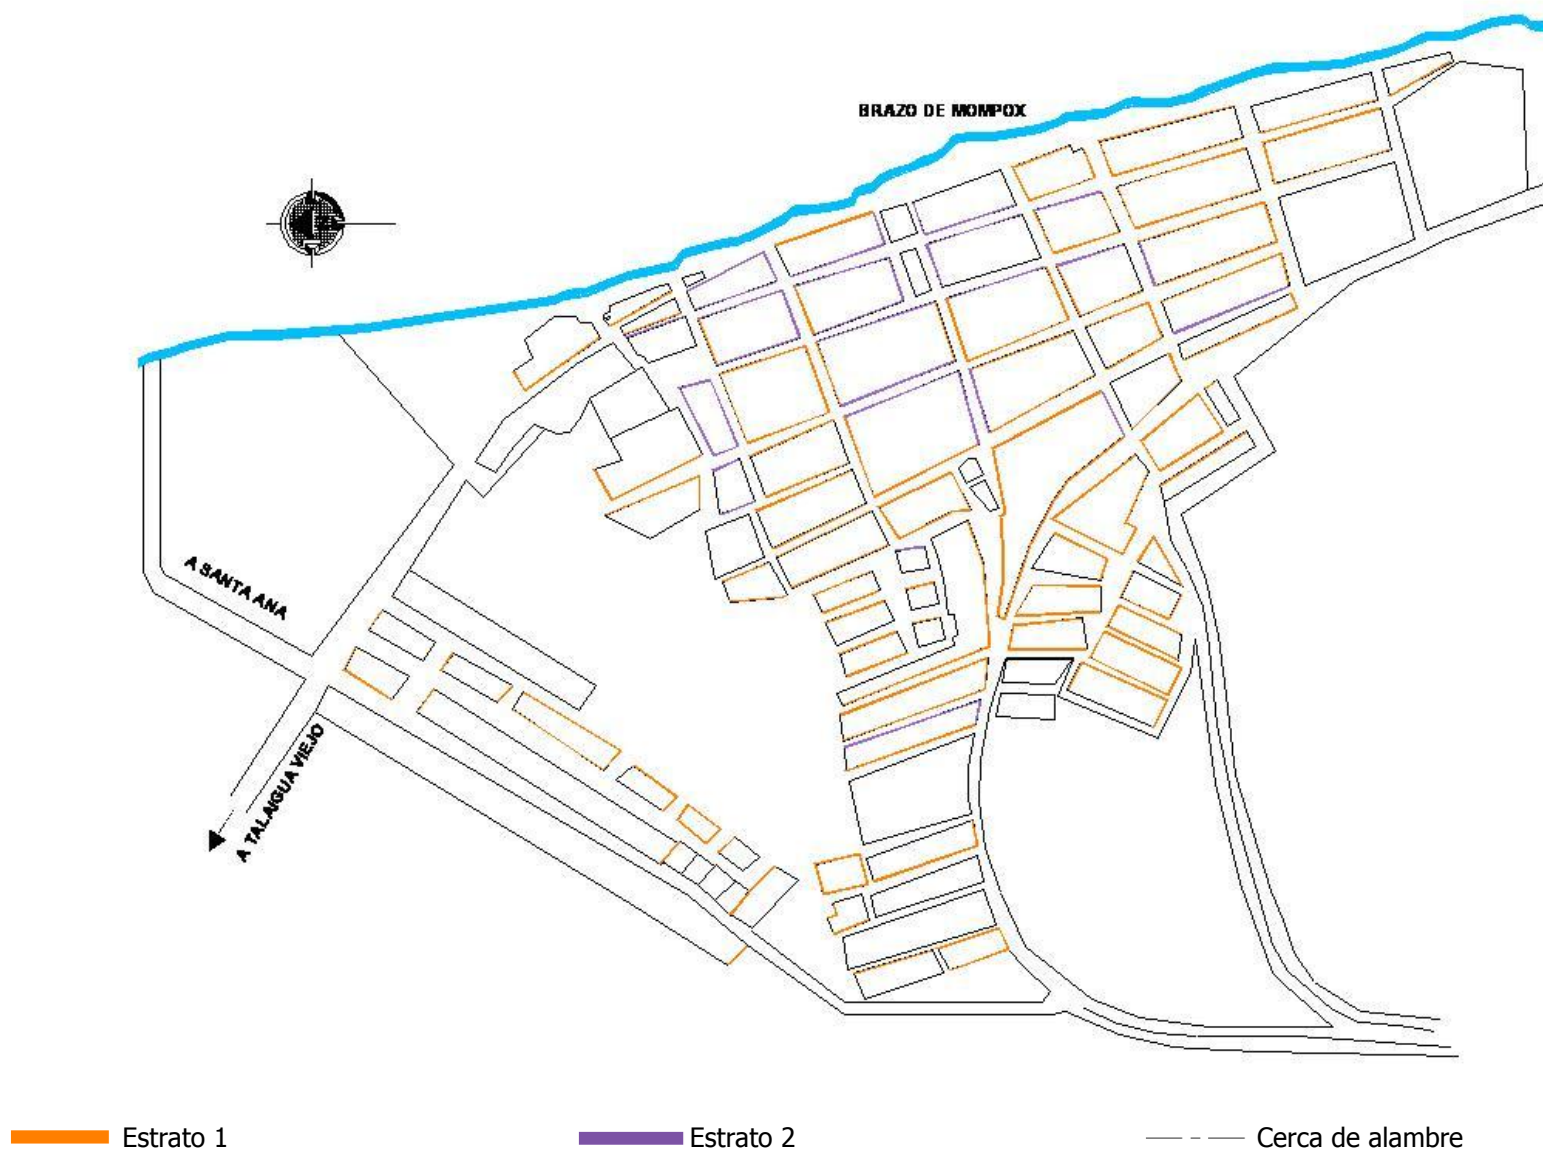 BRAZO DE MOMPOX
A SANTA ANA
A TALAIGUA VIEJO
Estrato 1
Estrato 2
Cerca de alambre